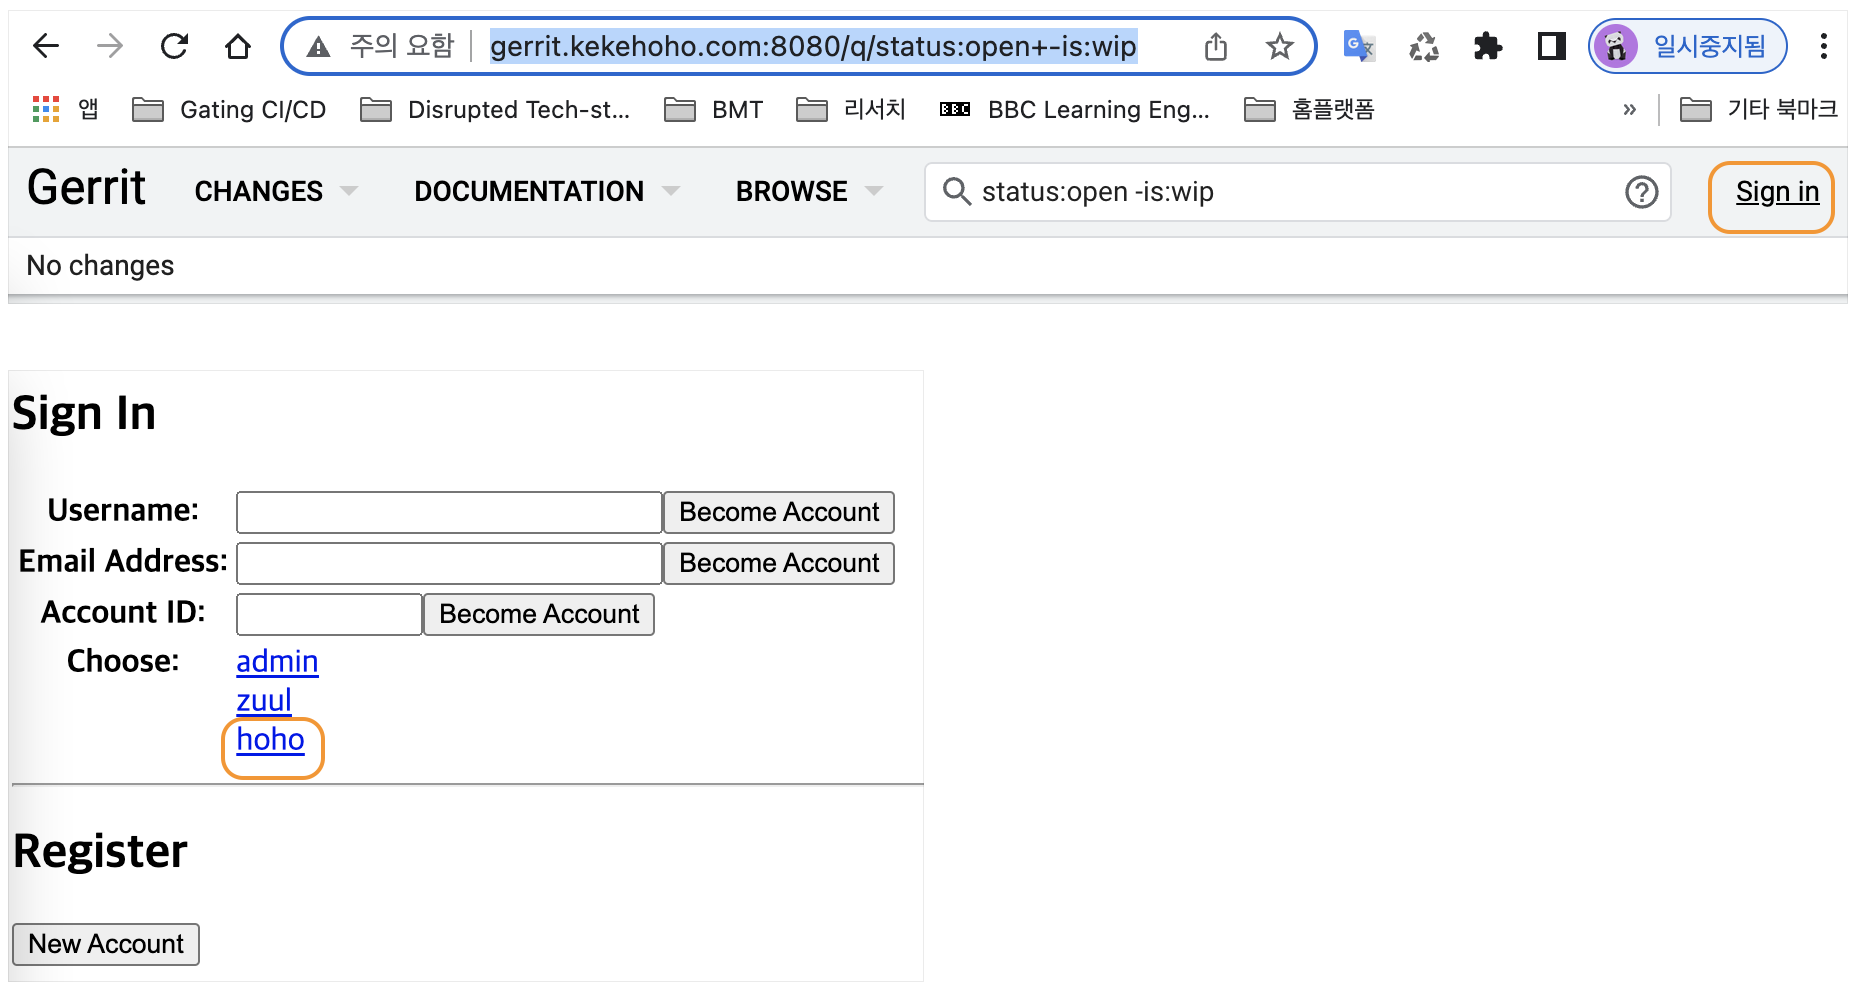 주의 요함 gerrit.kekehoho.com:8080/q/status:open+-is:wip 일시중지됨
앱 Gating CI/CD Disrupted Tech-st... BMT 리서치 BBC BBC Learning Eng... 홈플랫폼 » 기타 북마크
Gerrit CHANGES DOCUMENTATION BROWSE status:open -is:wip Sign in
No changes
Sign In
Username: Become Account
Email Address: Become Account
Account ID: Become Account
Choose: admin
zuul
hoho
Register
New Account